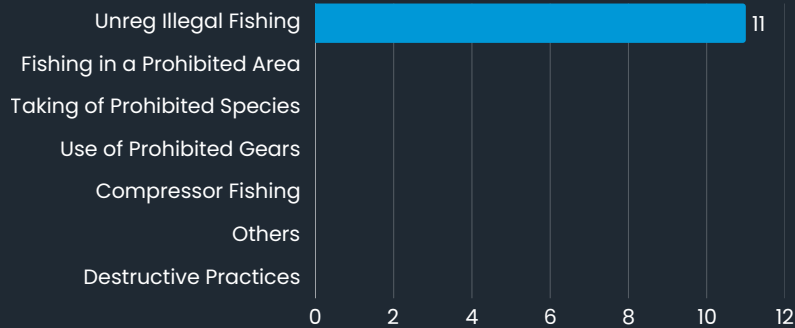 Unreg Illegal Fishing
11
Fishing in a Prohibited Area
Taking of Prohibited Species
Use of Prohibited Gears
Compressor Fishing
Others
Destructive Practices
0 2 4 6 8 10 12